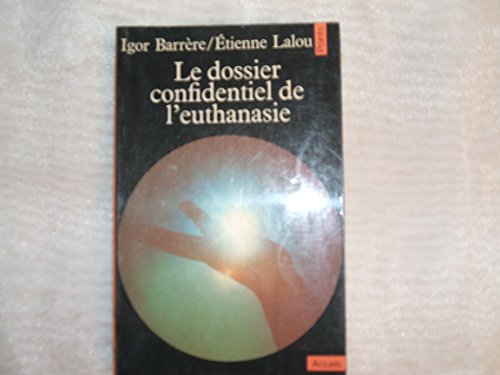 Igor Barrère/Étienne Lalou
Points
Le dossier
confidentiel de
l'euthanasie
Actuels